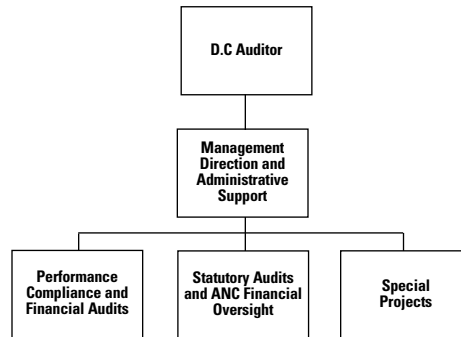 D.C Auditor
Management
Direction and
Administrative
Support
Performance
Compliance and
Financial Audits
Statutory Audits
and ANC Financial
Oversight
Special
Projects